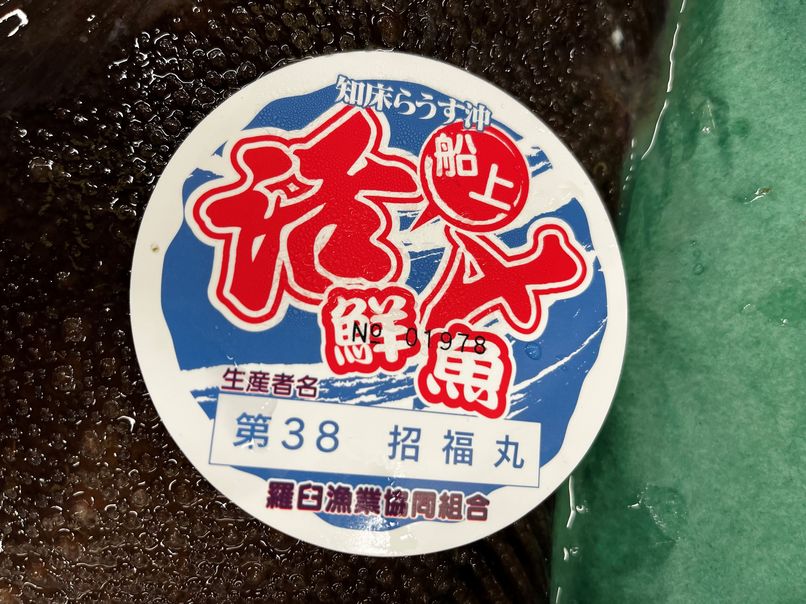 知床らうす沖
船上
活〆
鮮魚
№ 01978
生産者名
第38 招福丸
羅臼漁業協同組合